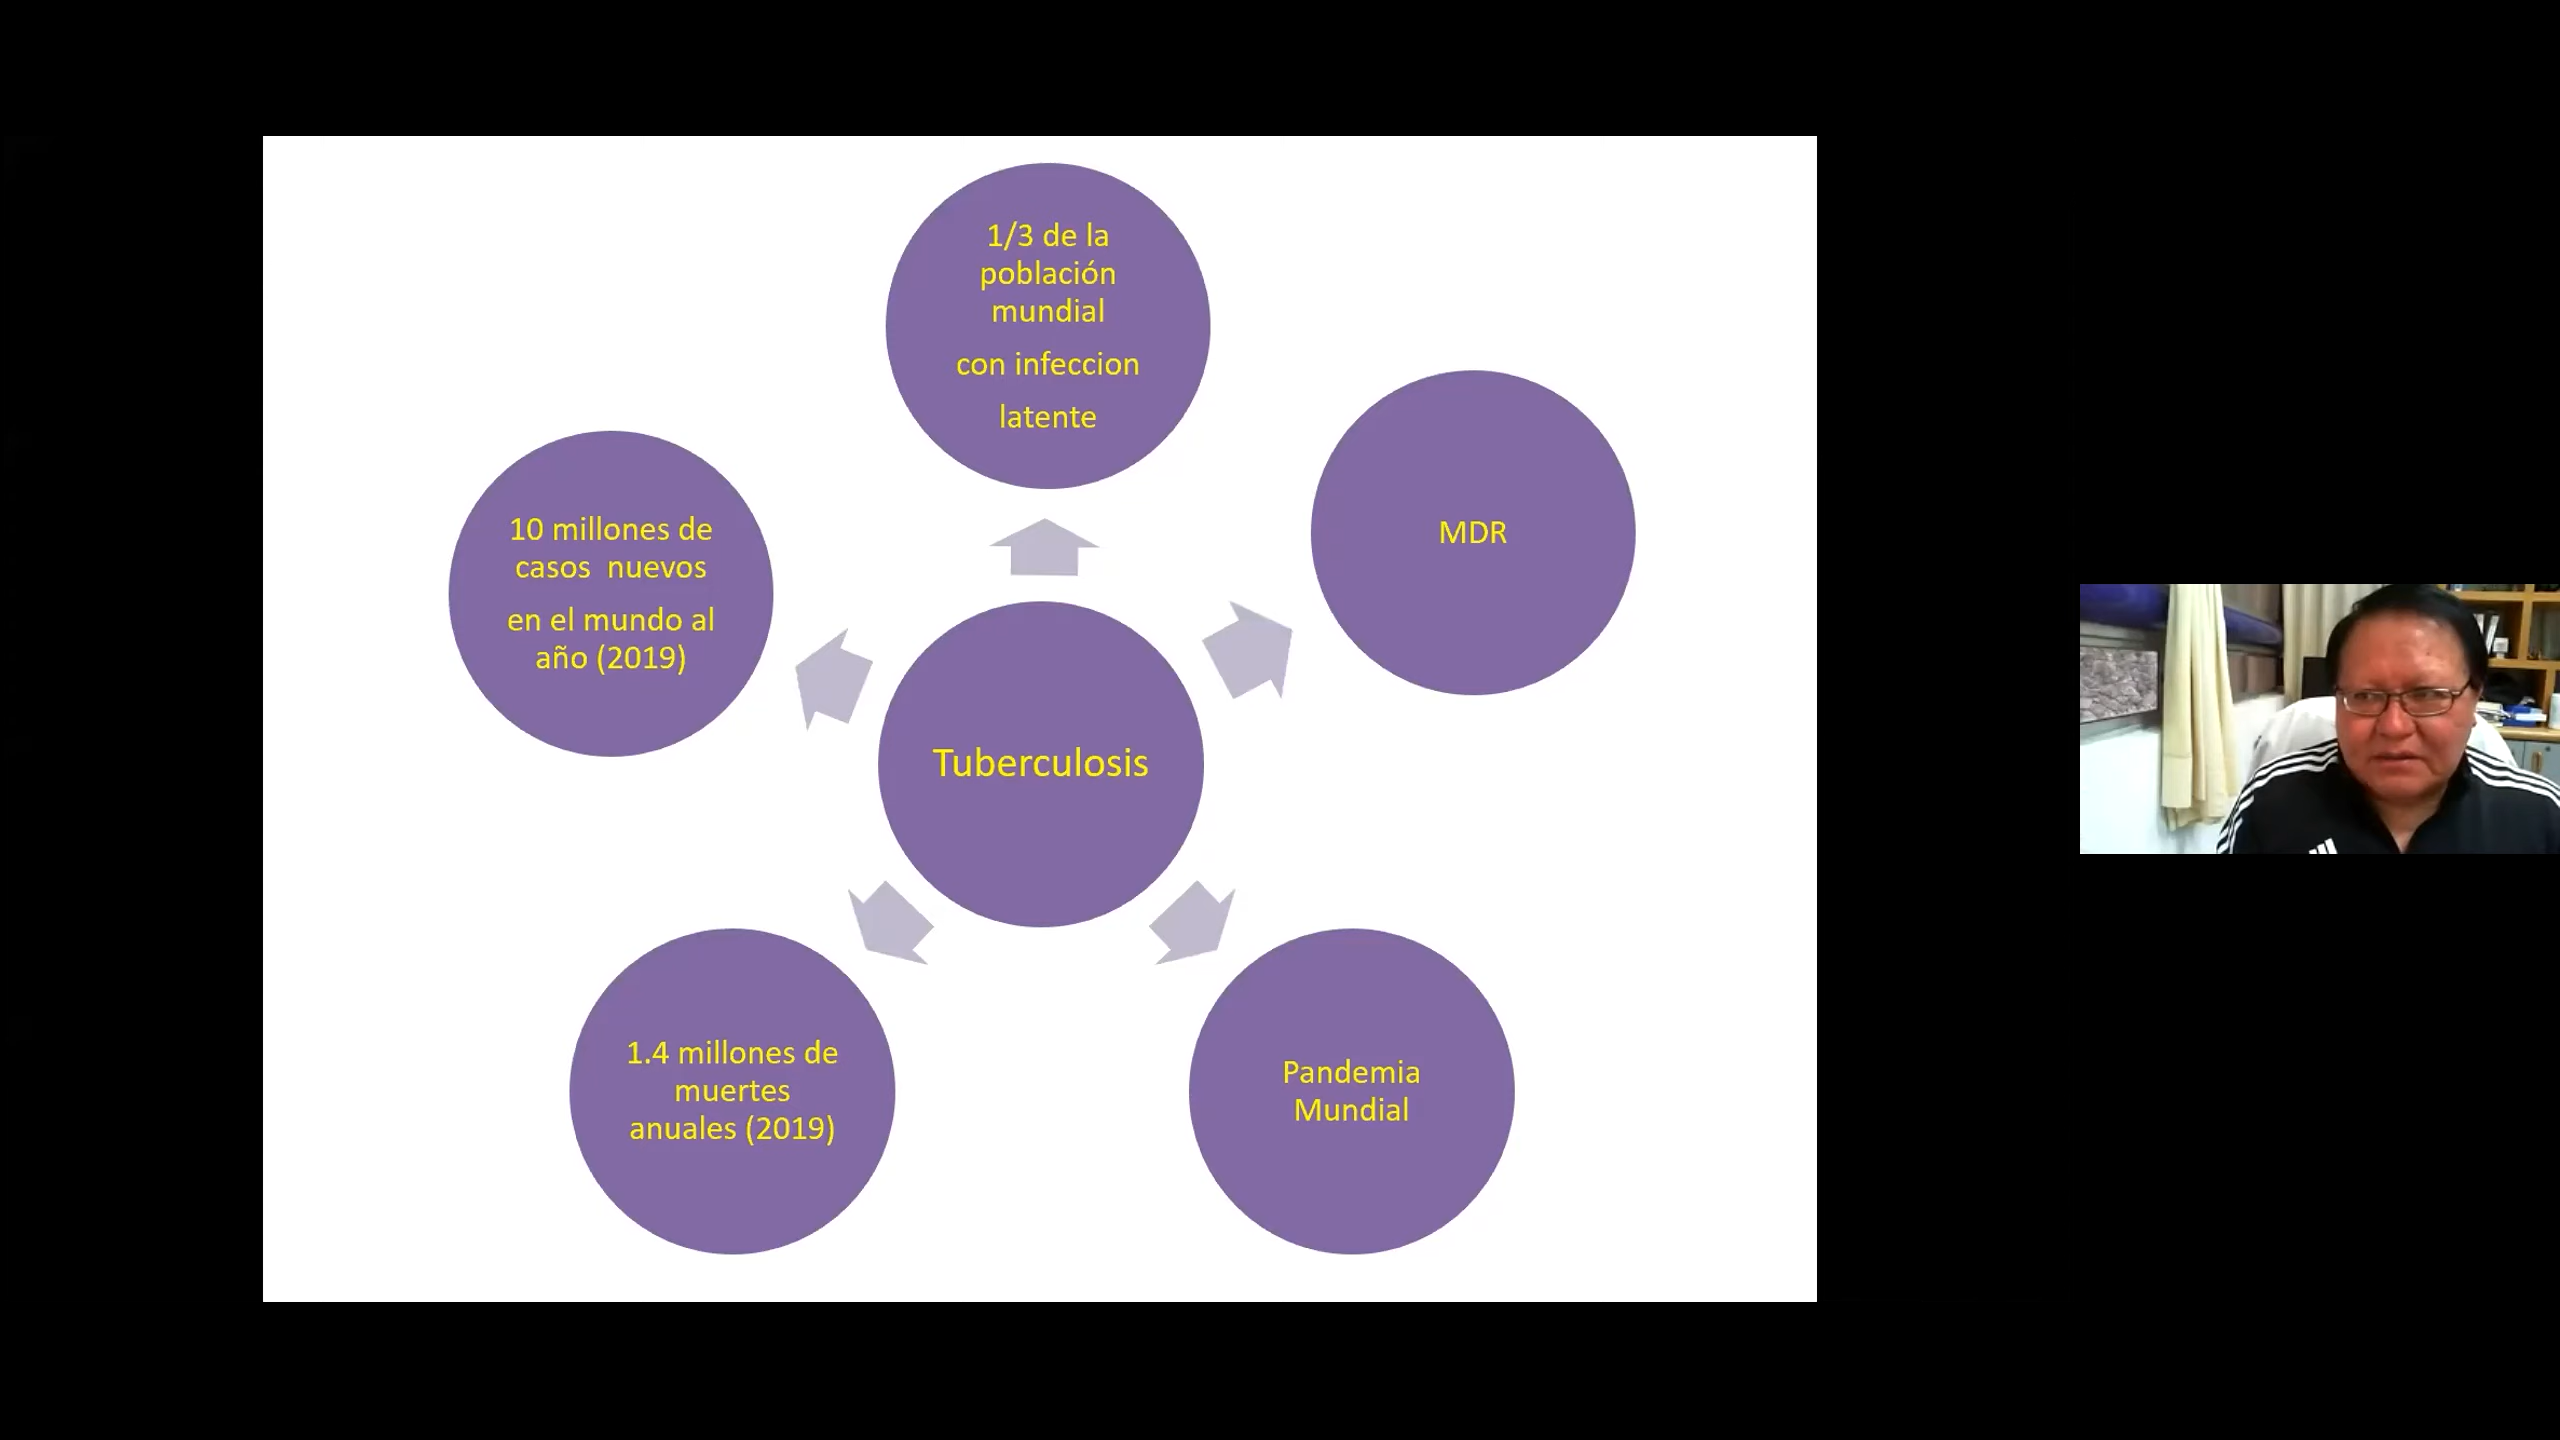 1/3 de la
población
mundial
con infeccion
latente
MDR
10 millones de
casos  nuevos
en el mundo al
año (2019)
Tuberculosis
1.4 millones de
muertes
anuales (2019)
Pandemia
Mundial